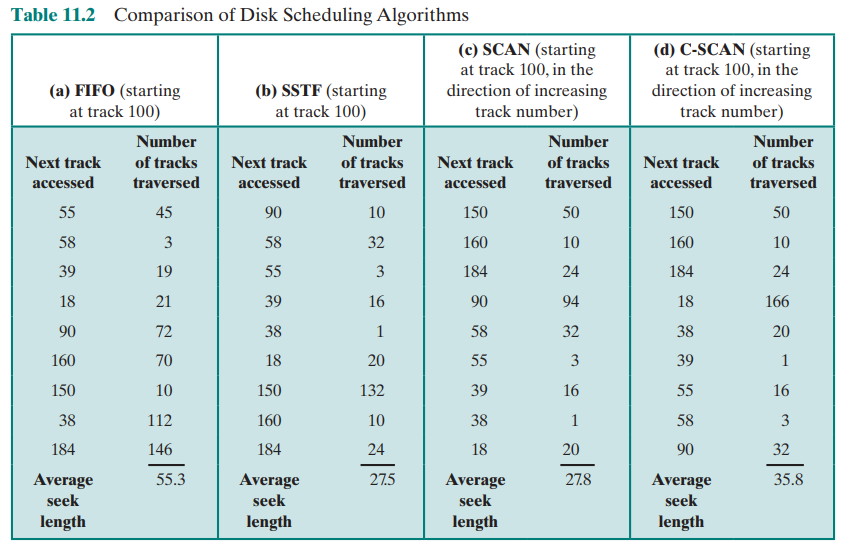 Table 11.2 Comparison of Disk Scheduling Algorithms
(a) FIFO (starting
at track 100)
(b) SSTF (starting
at track 100)
(c) SCAN (starting
at track 100, in the
direction of increasing
track number)
(d) C-SCAN (starting
at track 100, in the
direction of increasing
track number)
Next track
accessed
Number
of tracks
traversed
Next track
accessed
Number
of tracks
traversed
Next track
accessed
Number
of tracks
traversed
Next track
accessed
Number
of tracks
traversed
55 45 90 10 150 50 150 50
58 3 58 32 160 10 160 10
39 19 55 3 184 24 184 24
18 21 39 16 90 94 18 166
90 72 38 1 58 32 38 20
160 70 18 20 55 3 39 1
150 10 150 132 39 16 55 16
38 112 160 10 38 1 58 3
184 146 184 24 18 20 90 32
Average
seek
length
55.3
Average
seek
length
27.5
Average
seek
length
27.8
Average
seek
length
35.8